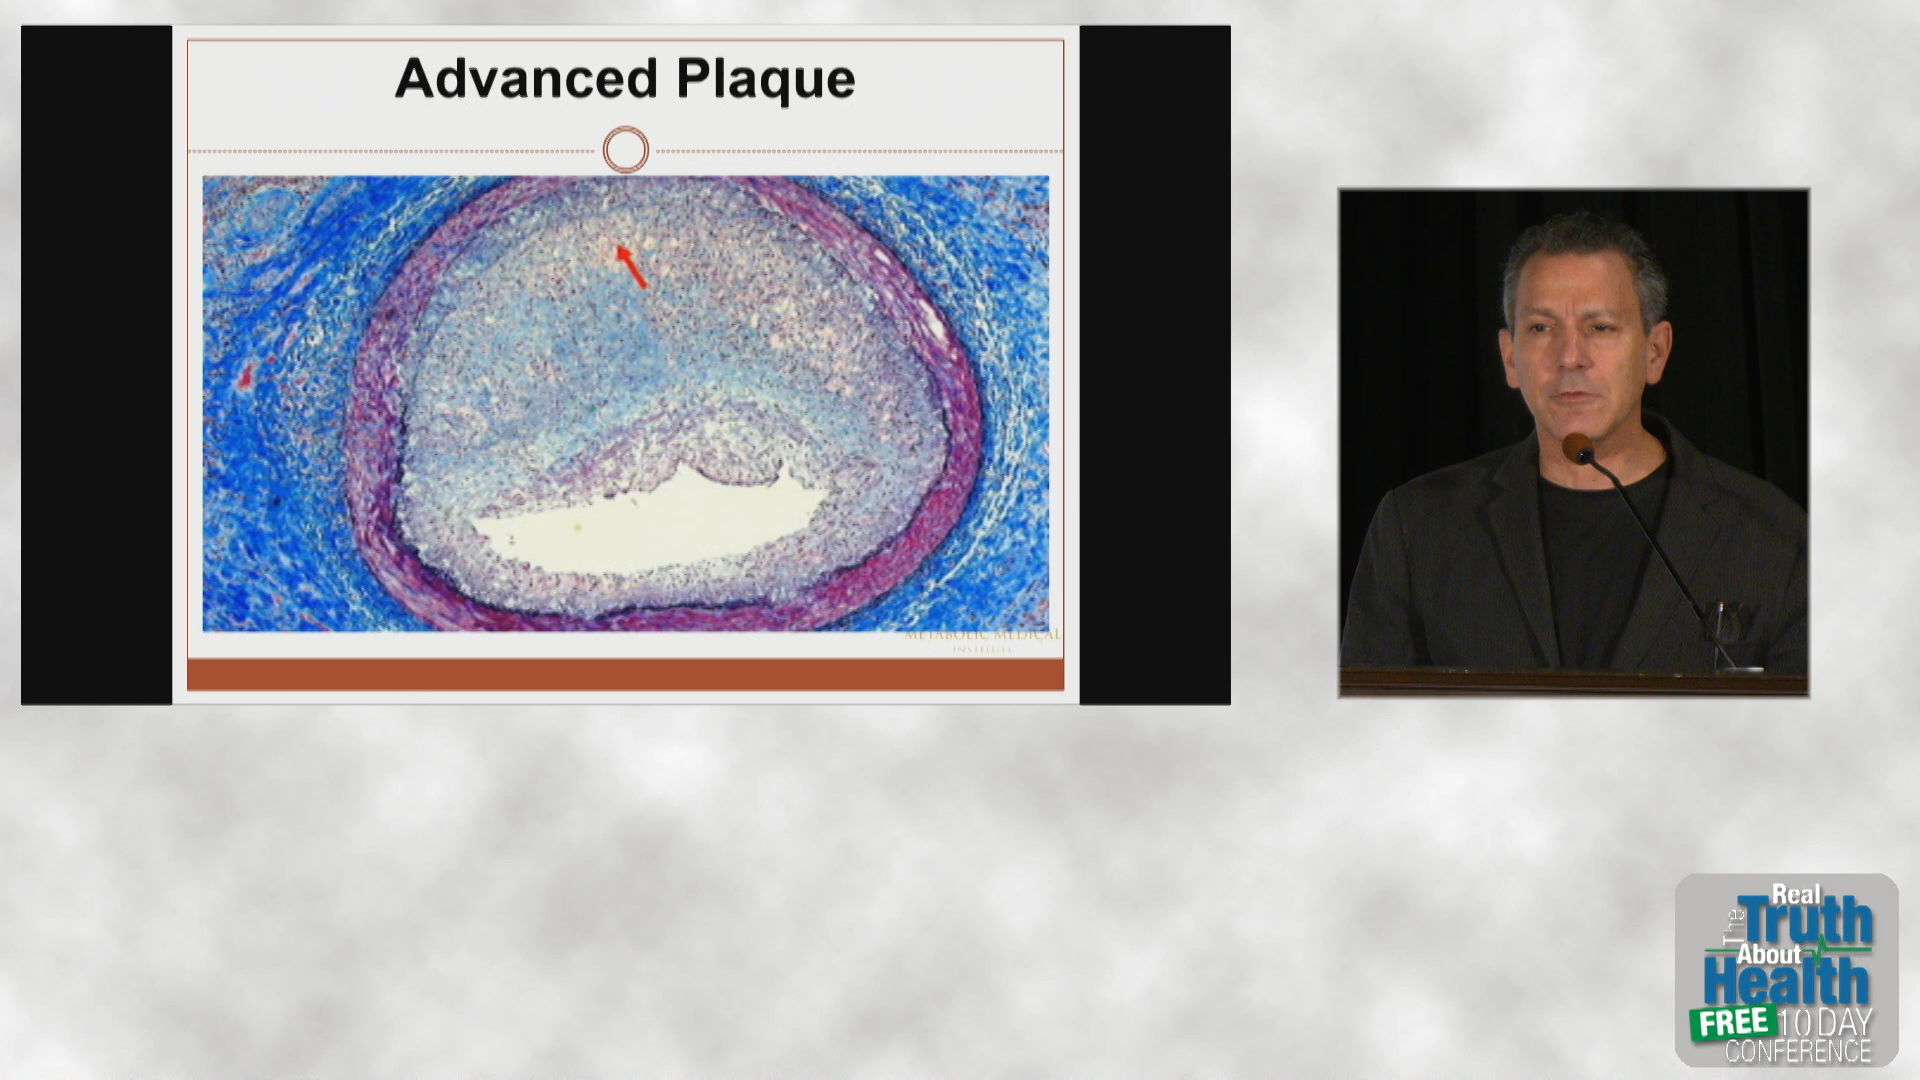 Advanced Plaque
METABOLIC MEDICAL
INSTITUTE
The Real
Truth
About
Health
FREE 10 DAY
CONFERENCE